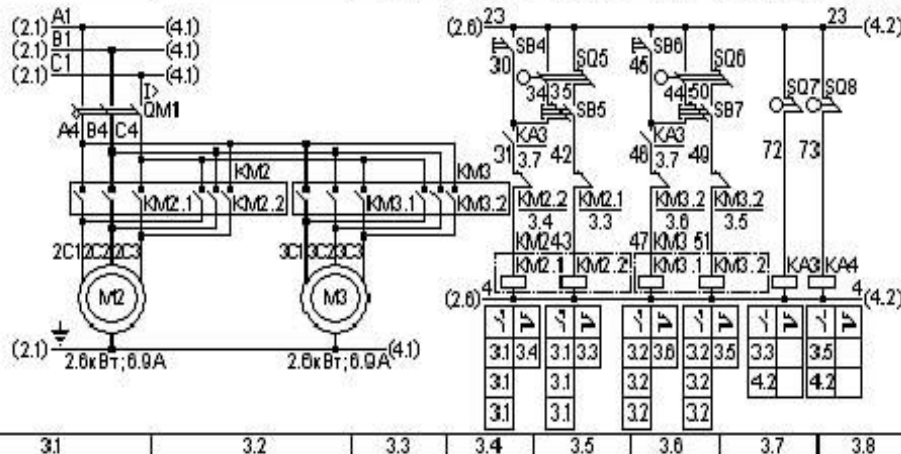 (2.1) A1 (4.1)
(2.1) B1 (4.1)
(2.1) C1 (4.1)
I>
QM1
A4 B4 C4
KM2
KM3
KM2.1 KM2.2 KM3.1 KM3.2
2C1 2C2 2C3 3C1 3C2 3C3
M2 M3
(2.1) (4.1)
2.6кВт; 6.9А 2.6кВт; 6.9А
(2.6) 23 23 (4.2)
SB4 SB6
30 SQ5 45 SQ6
34 35 44 50 SQ7 SQ8
SB5 SB7
KA3 KA3
31 3.7 42 46 3.7 49 72 73
KM2.2 KM2.1 KM3.2 KM3.2
3.4 3.3 3.6 3.5
KM2 43 47 KM3 51
KM2.1 KM2.2 KM3.1 KM3.2 KA3 KA4
(2.6) 4 4 (4.2)
3.1 3.4 3.1 3.3 3.2 3.6 3.2 3.5 3.3 3.5
3.1 3.1 3.2 3.2 4.2 4.2
3.1 3.1 3.2 3.2
3.1 3.2 3.3 3.4 3.5 3.6 3.7 3.8